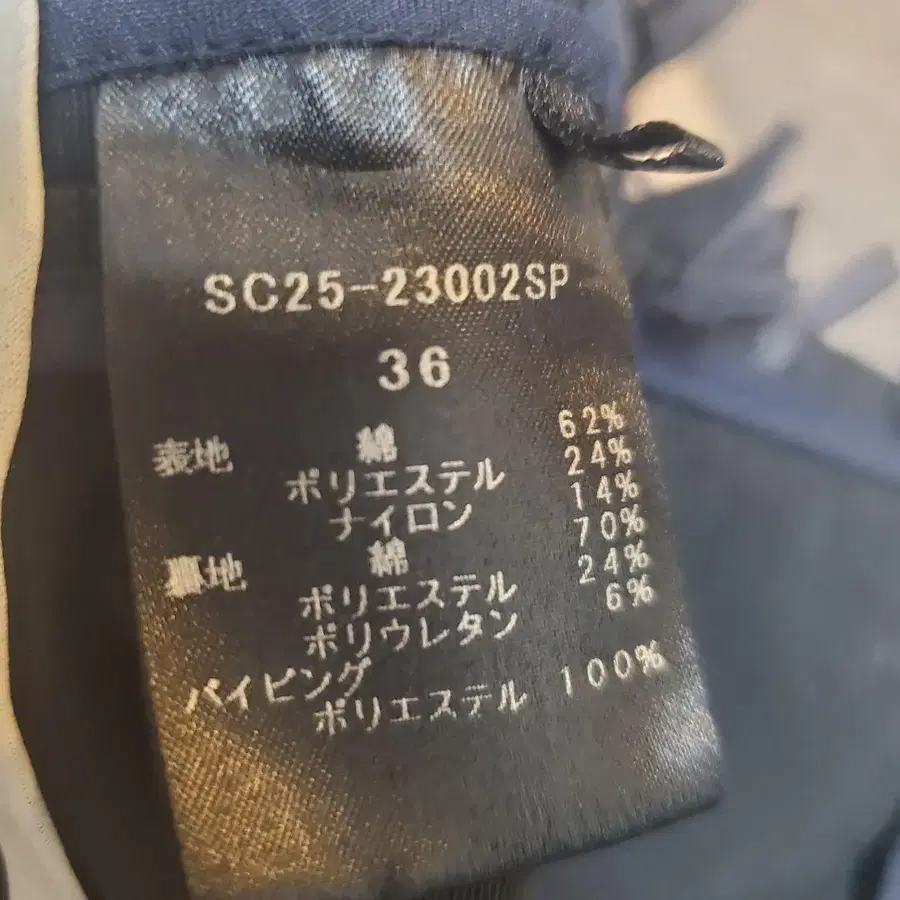 SC25-23002SP
36
表地 綿 62%
ポリエステル 24%
ナイロン 14%
裏地 綿 70%
ポリエステル 24%
ポリウレタン 6%
パイピング
ポリエステル 100%